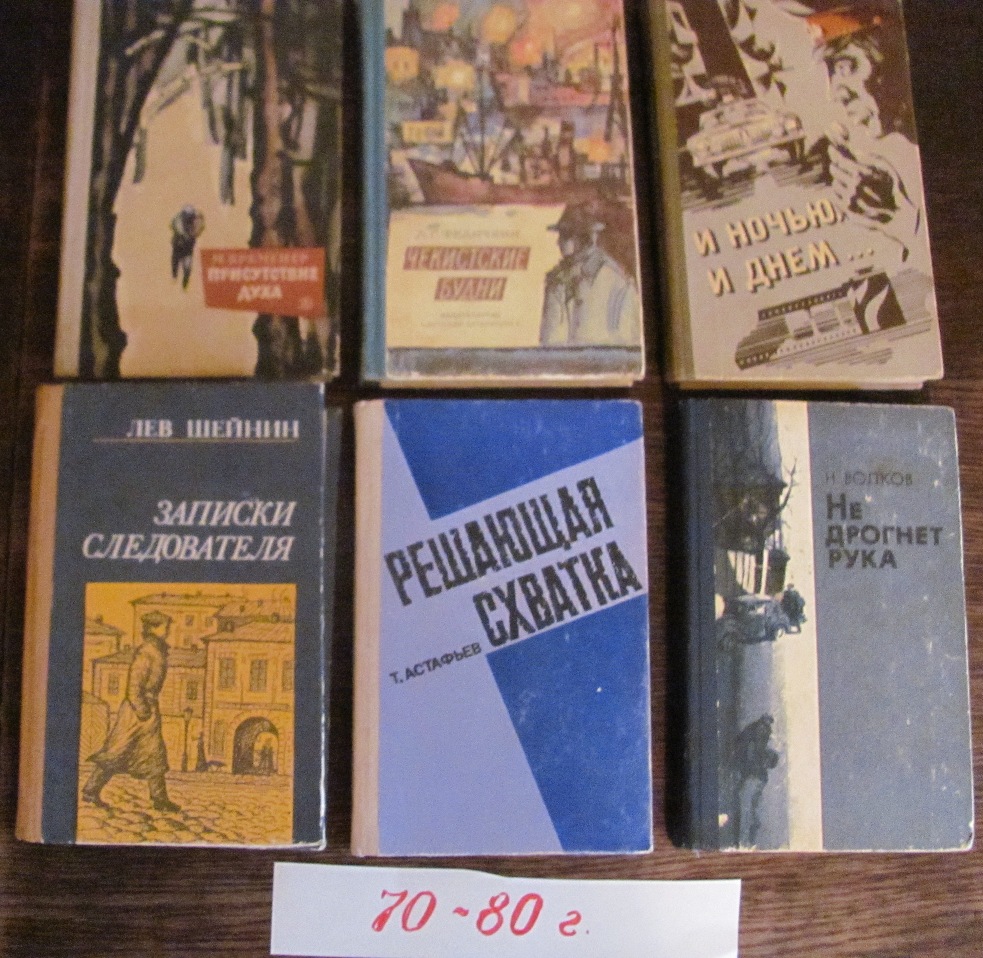 М. БРЕМЕНЕР
ПРИСУТСТВИЕ
ДУХА
ЧЕКИСТСКИЕ
БУДНИ
И НОЧЬЮ,
И ДНЕМ...
ЛЕВ ШЕЙНИН
ЗАПИСКИ
СЛЕДОВАТЕЛЯ
РЕШАЮЩАЯ
СХВАТКА
Т. АСТАФЬЕВ
Н ВОЛКОВ
НЕ
ДРОГНЕТ
РУКА
70-80 г.